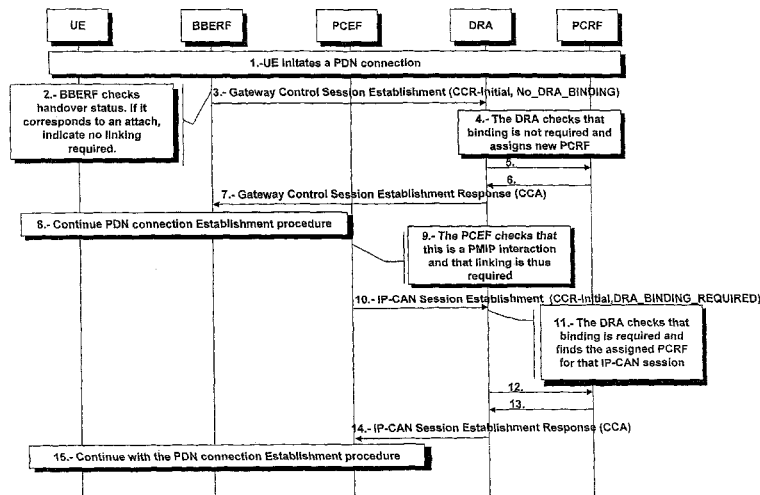 UE BBERF PCEF DRA PCRF
1.-UE initates a PDN connection
2.- BBERF checks
handover status. If it
corresponds to an attach,
indicate no linking
required.
3.- Gateway Control Session Establishment (CCR-Initial, No_DRA_BINDING)
4.- The DRA checks that
binding is not required and
assigns new PCRF
5.
6.
7.- Gateway Control Session Establishment Response (CCA)
8.- Continue PDN connection Establishment procedure
9.- The PCEF checks that
this is a PMIP interaction
and that linking is thus
required
10.- IP-CAN Session Establishment (CCR-Initial,DRA_BINDING_REQUIRED)
11.- The DRA checks that
binding is required and
finds the assigned PCRF
for that IP-CAN session
12.
13.
14.- IP-CAN Session Establishment Response (CCA)
15.- Continue with the PDN connection Establishment procedure